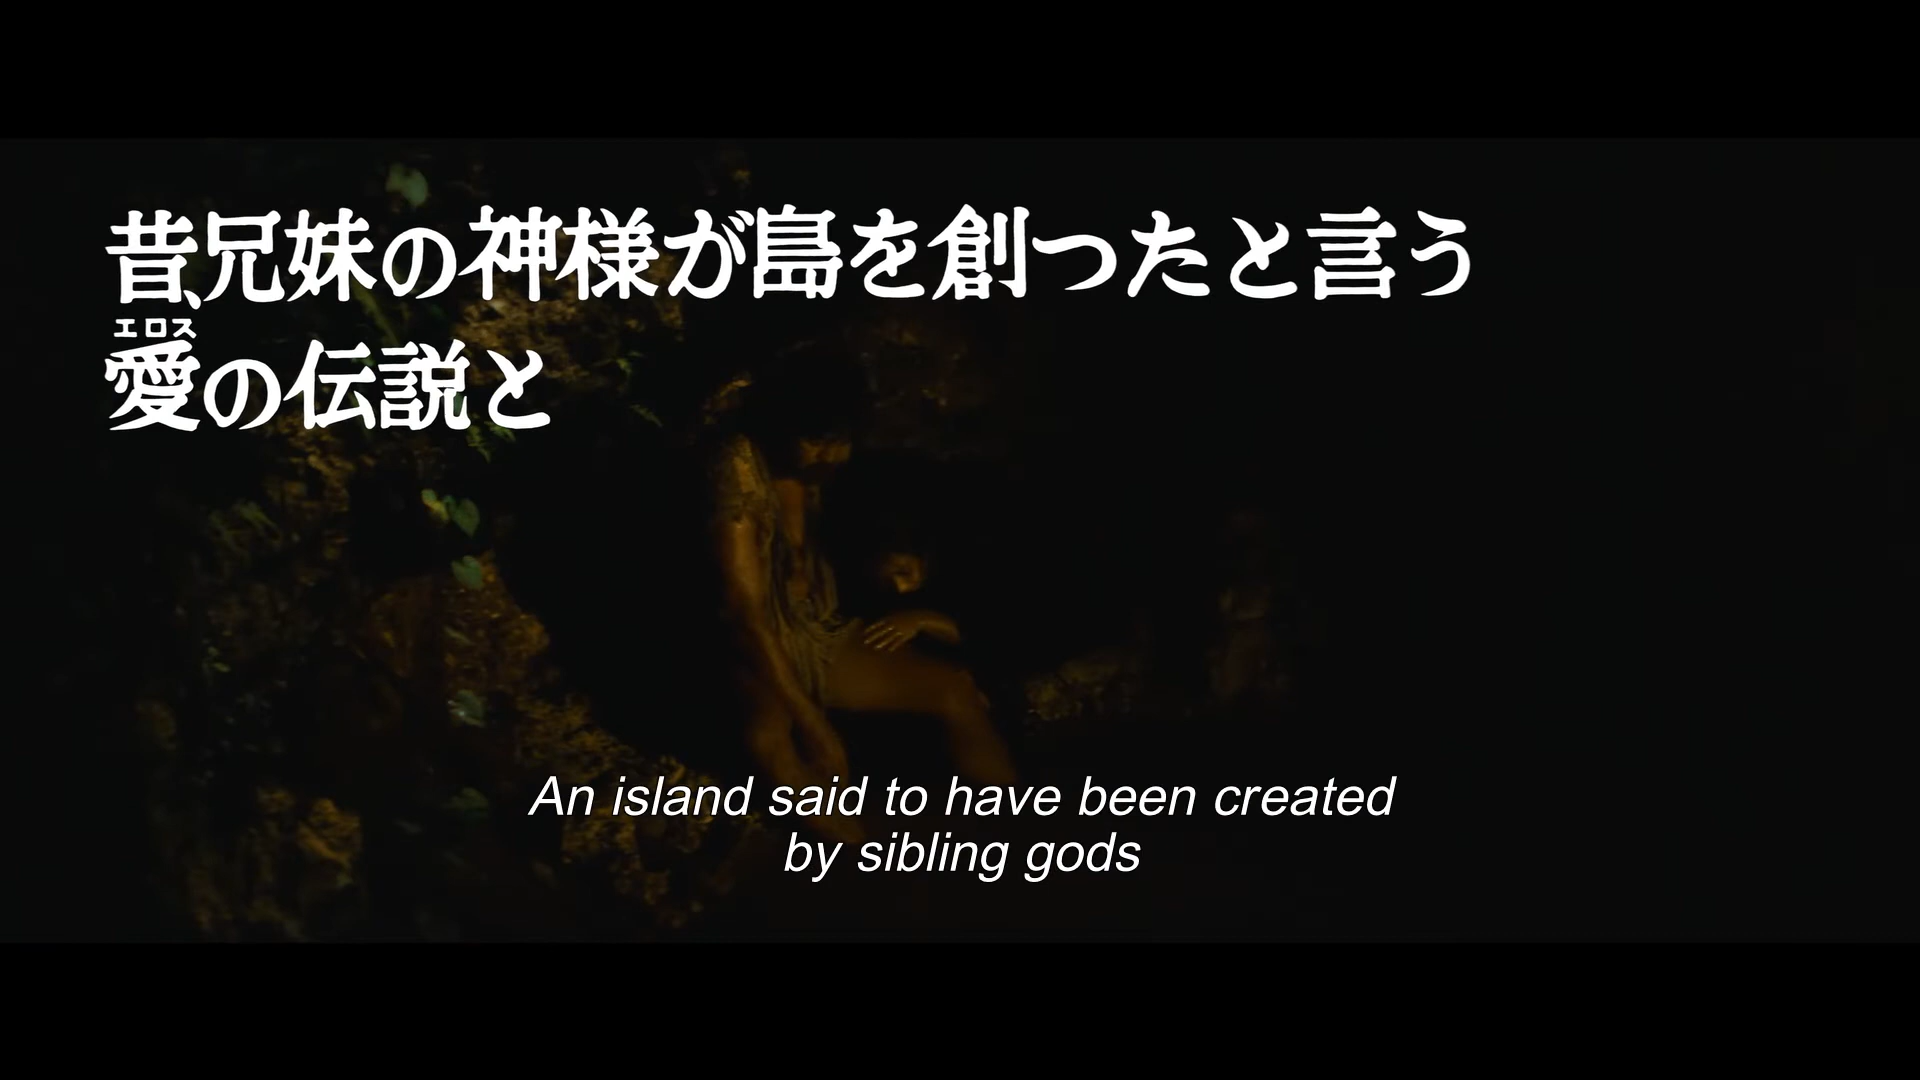 昔、兄妹の神様が島を創つたと言う
エロス
愛の伝説と
An island said to have been created
by sibling gods